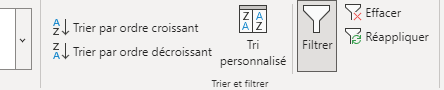 Trier par ordre croissant
Trier par ordre décroissant
Tri
personnalisé
Filtrer
Effacer
Réappliquer
Trier et filtrer